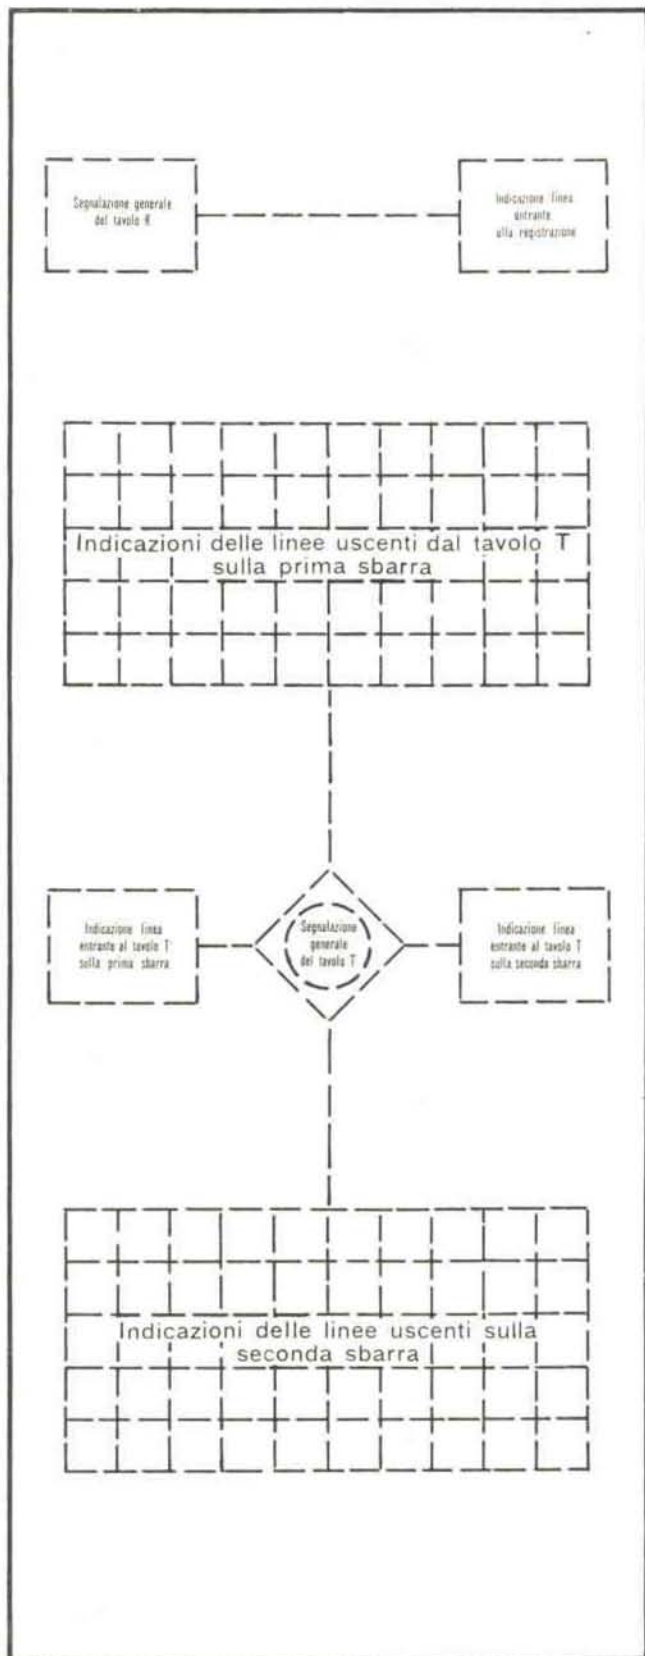 Segnalazione generale
del tavolo R
Indicazione linea
entrante
alla registrazione
Indicazioni delle linee uscenti dal tavolo T
sulla prima sbarra
Indicazione linea
entrante al tavolo T
sulla prima sbarra
Segnalazione
generale
del tavolo T
Indicazione linea
entrante al tavolo T
sulla seconda sbarra
Indicazioni delle linee uscenti sulla
seconda sbarra